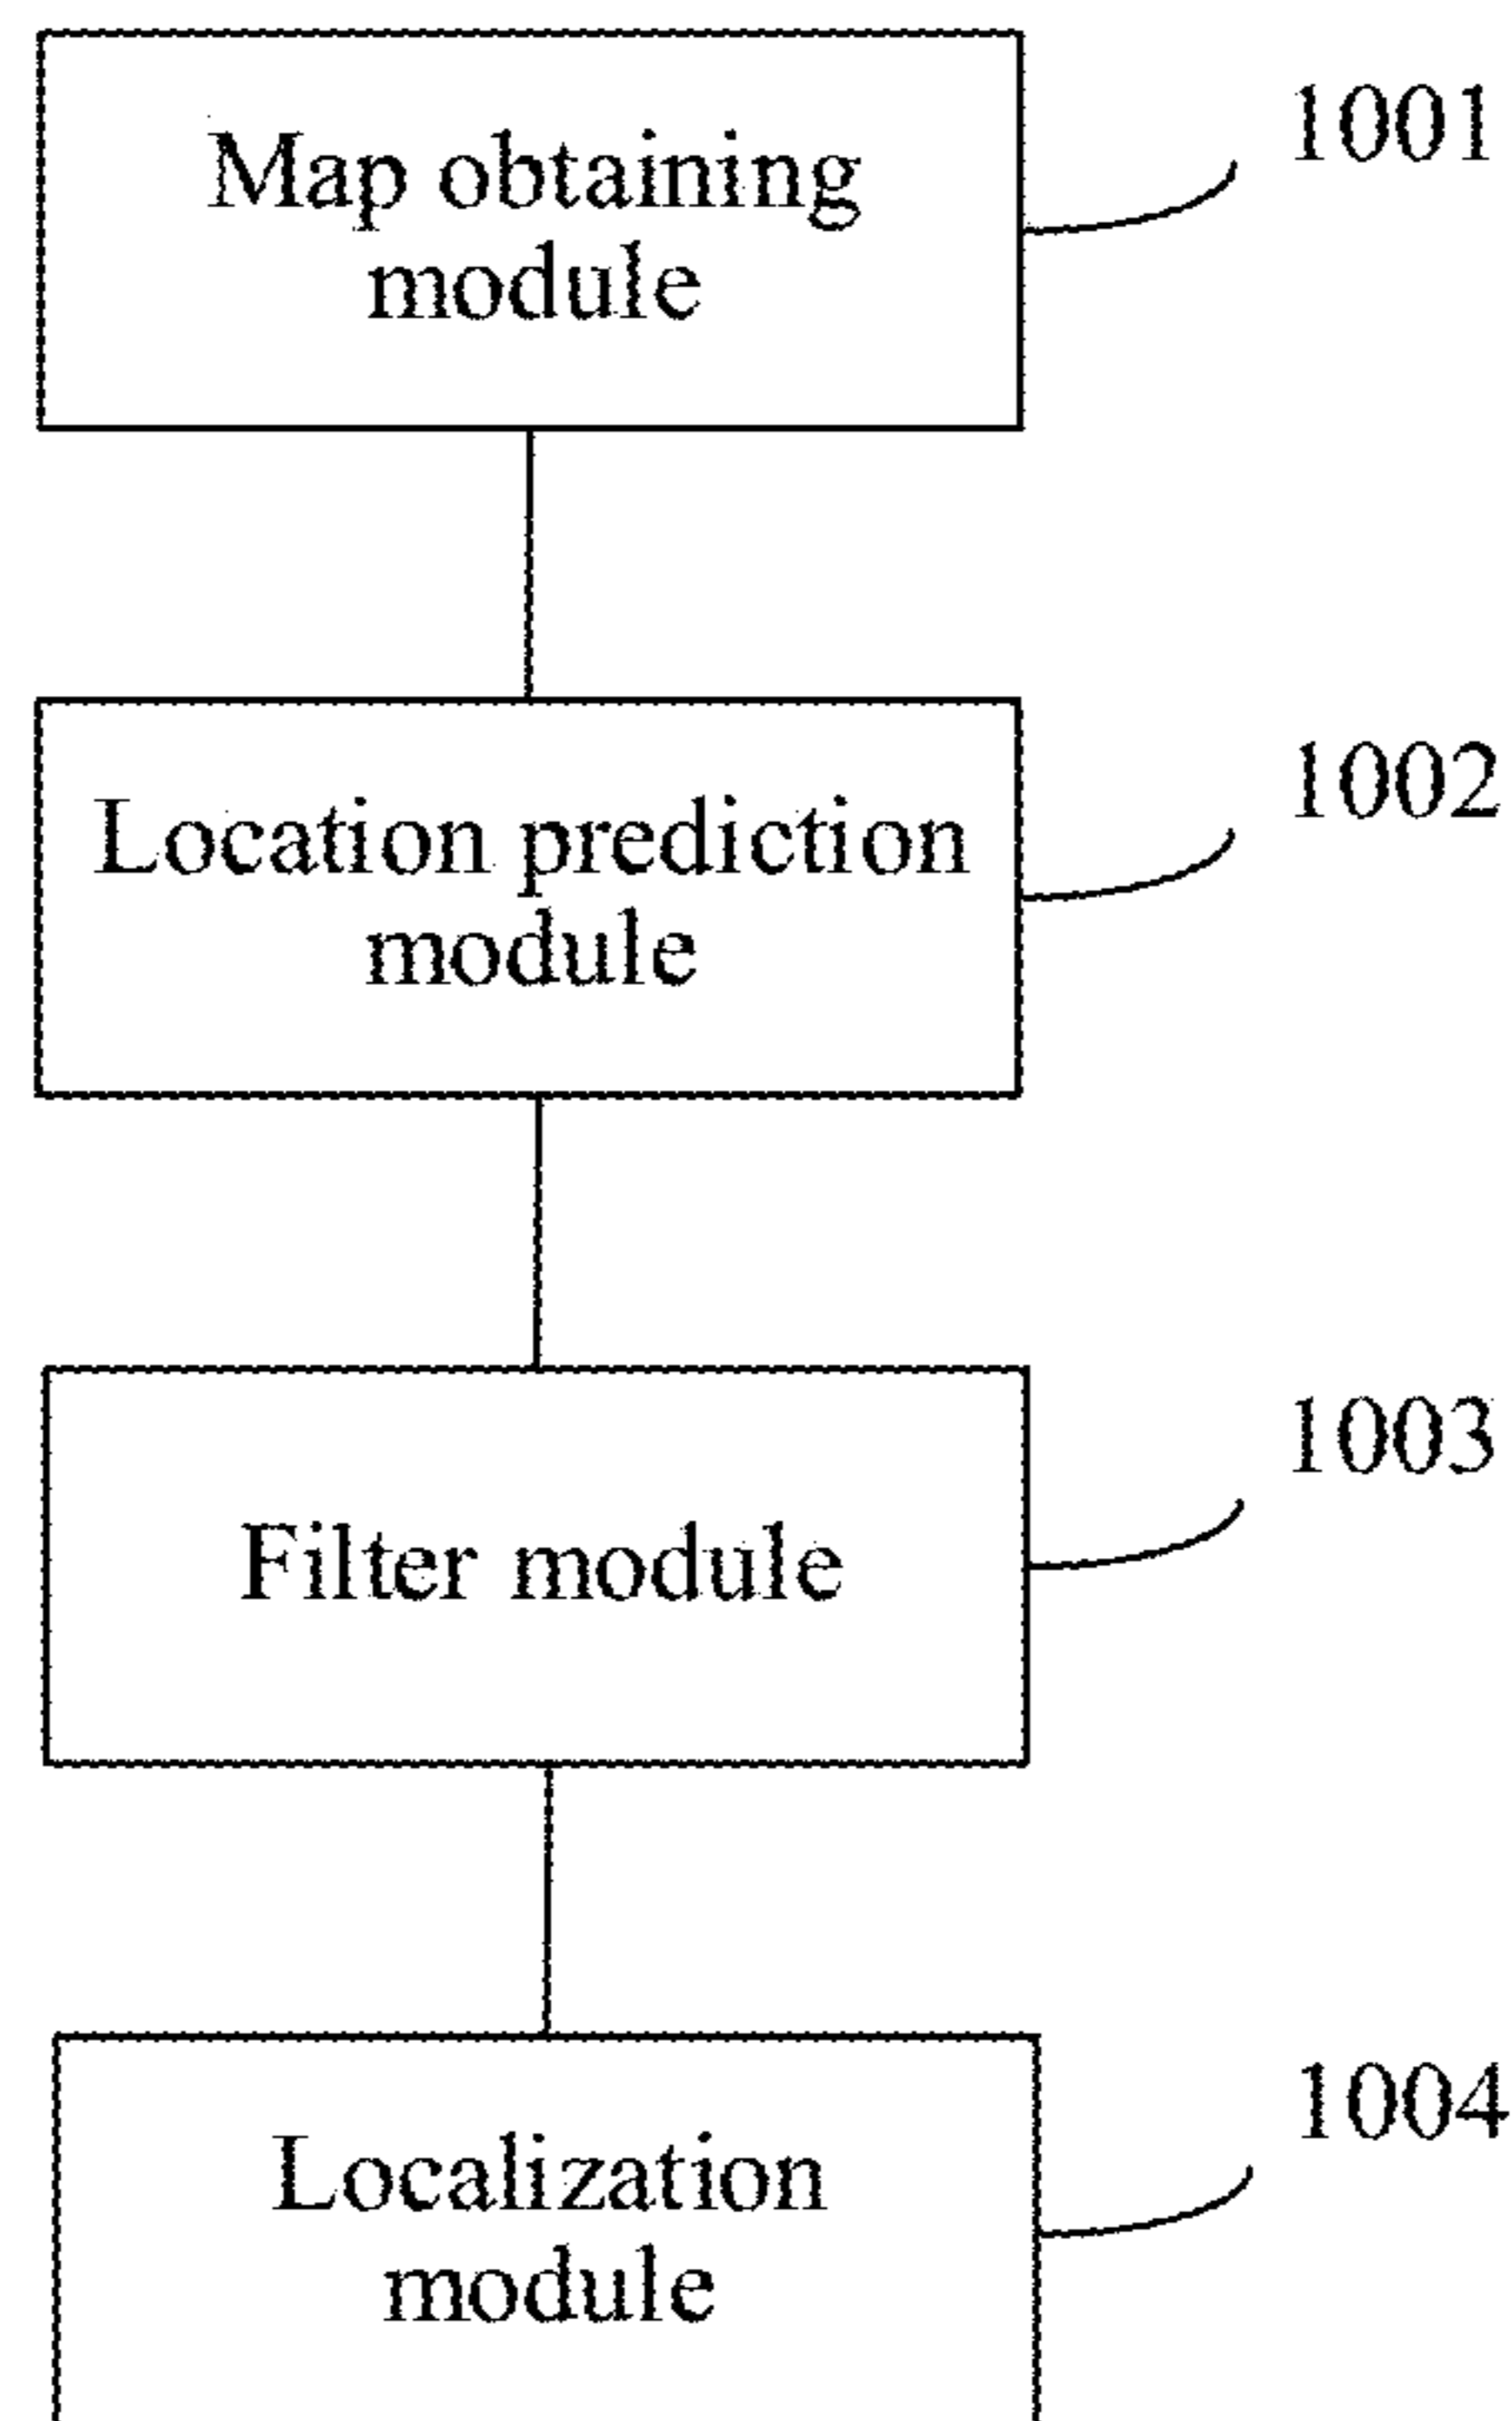 Map obtaining
module
1001
Location prediction
module
1002
Filter module
1003
Localization
module
1004